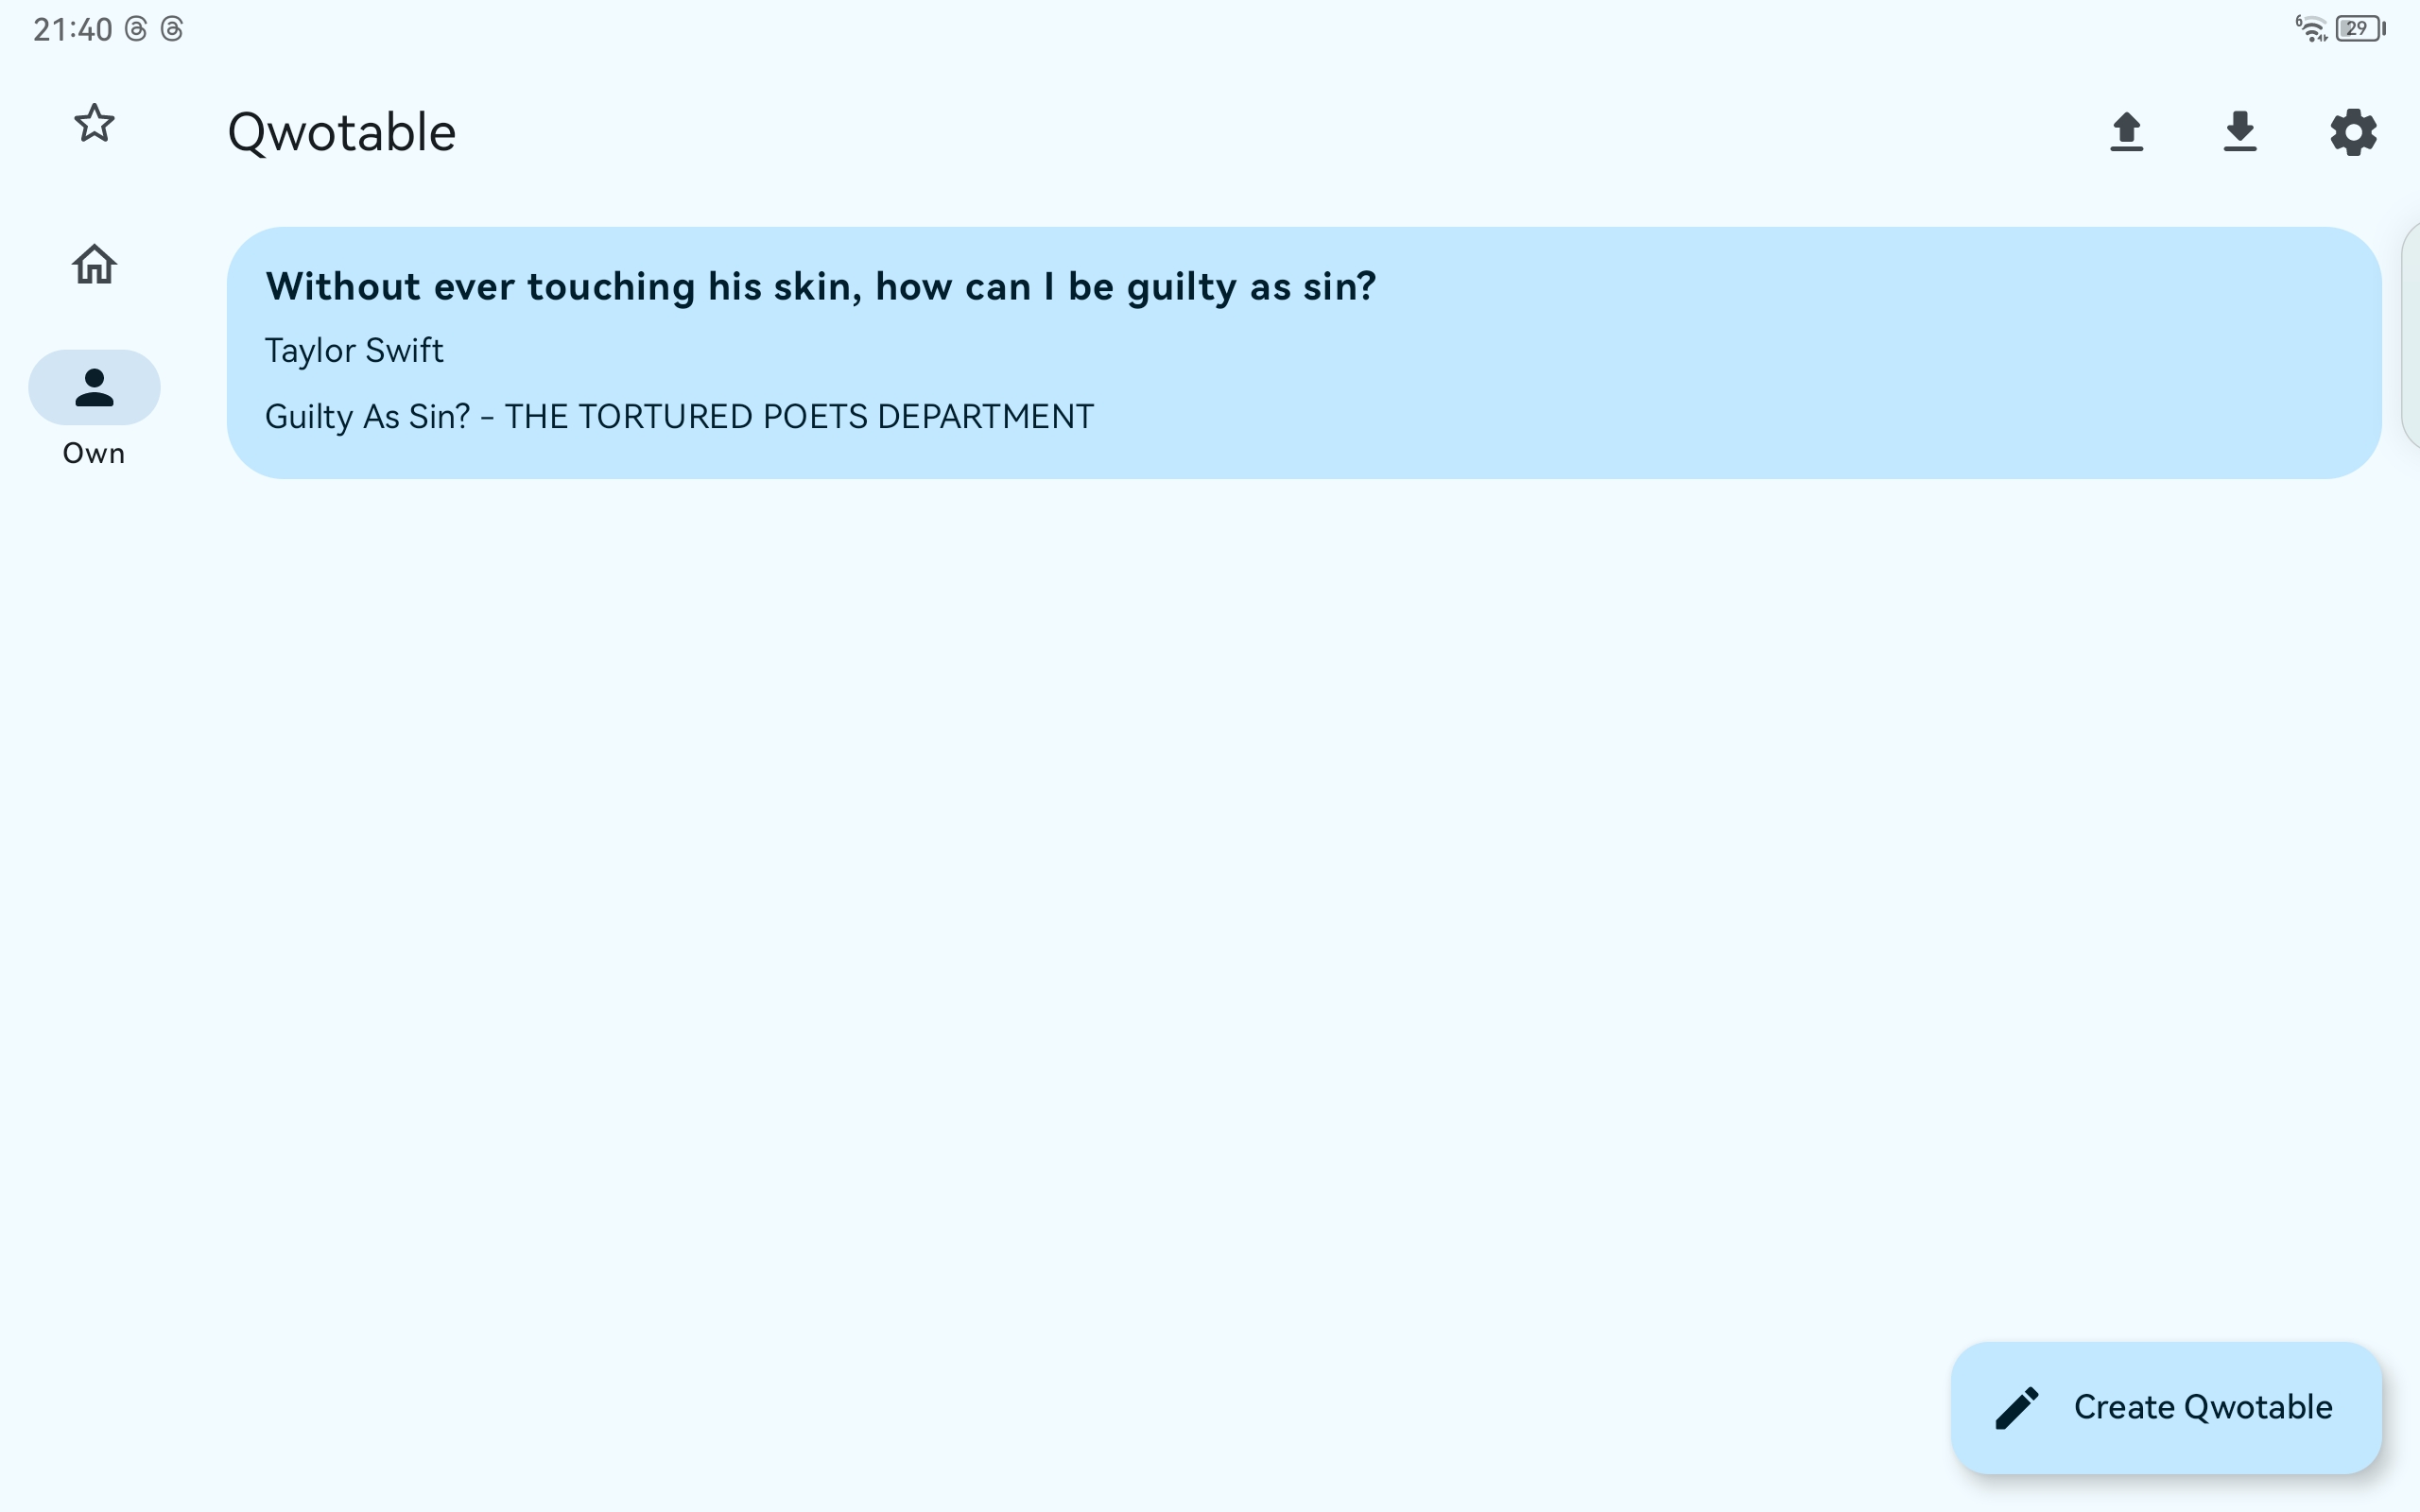 21:40
6
29
Qwotable
Without ever touching his skin, how can I be guilty as sin?
Taylor Swift
Guilty As Sin? - THE TORTURED POETS DEPARTMENT
Own
Create Qwotable